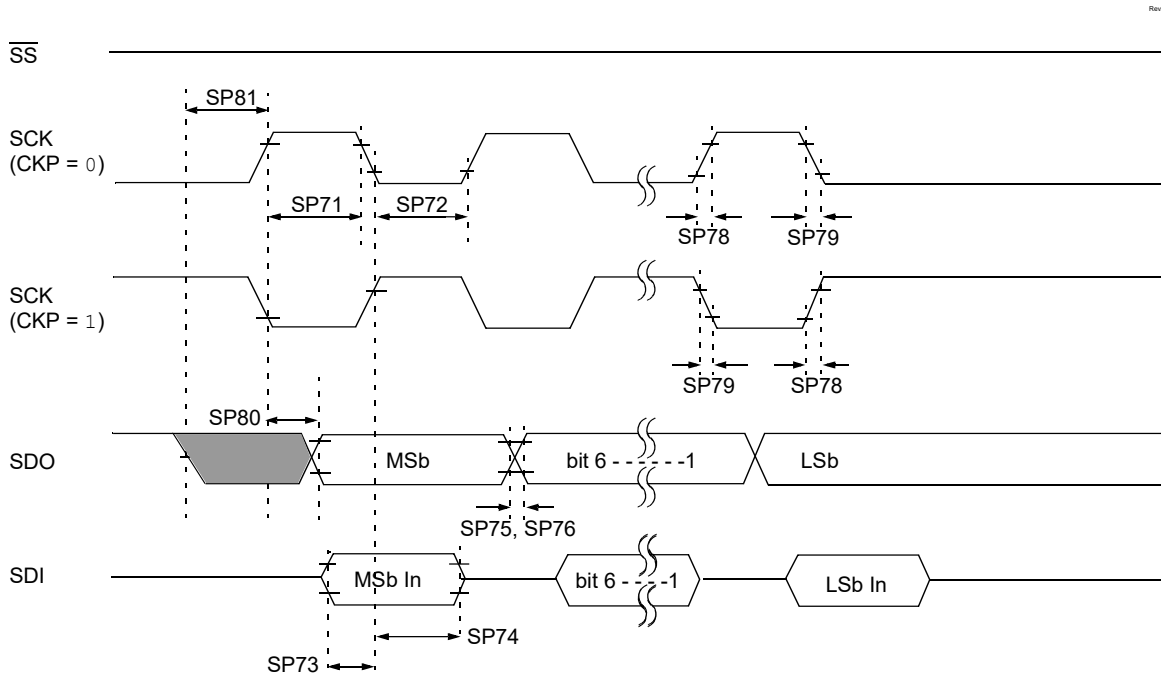 Rev
SS
SP81
SCK
(CKP = 0)
SP71
SP72
SP78
SP79
SCK
(CKP = 1)
SP79
SP78
SP80
SDO
MSb
bit 6 - - - - - -1
LSb
SP75, SP76
SDI
MSb In
bit 6 - - - - -1
LSb In
SP74
SP73